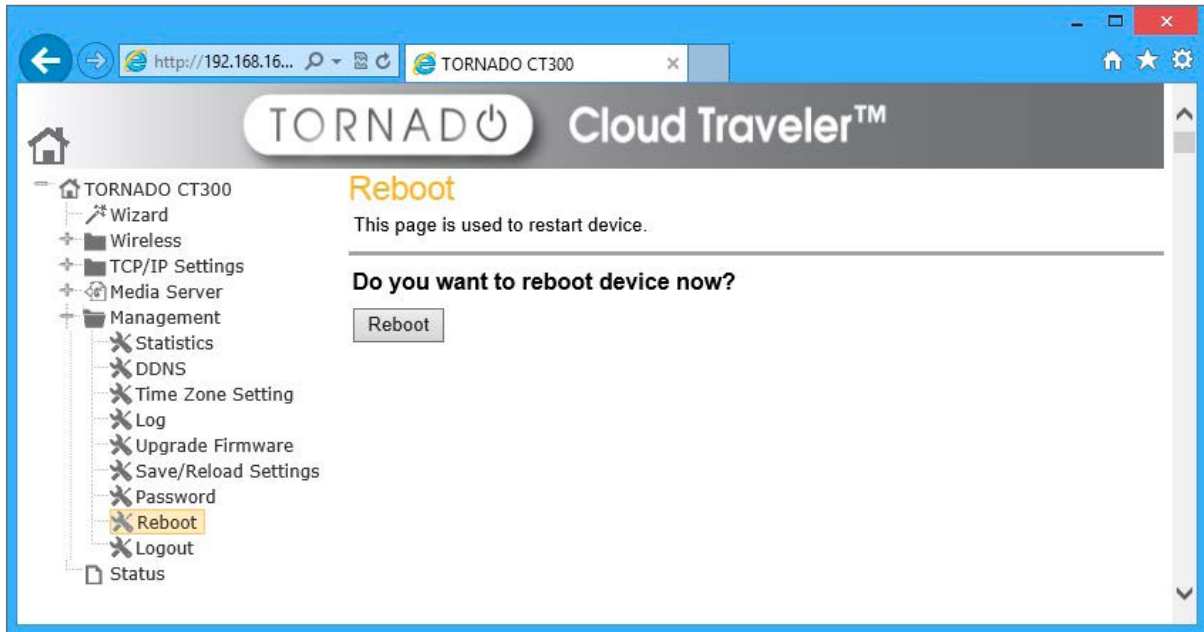 http://192.168.16...
TORNADO CT300
TORNADO Cloud Traveler™
TORNADO CT300
Wizard
Wireless
TCP/IP Settings
Media Server
Management
Statistics
DDNS
Time Zone Setting
Log
Upgrade Firmware
Save/Reload Settings
Password
Reboot
Logout
Status
Reboot
This page is used to restart device.
Do you want to reboot device now?
Reboot